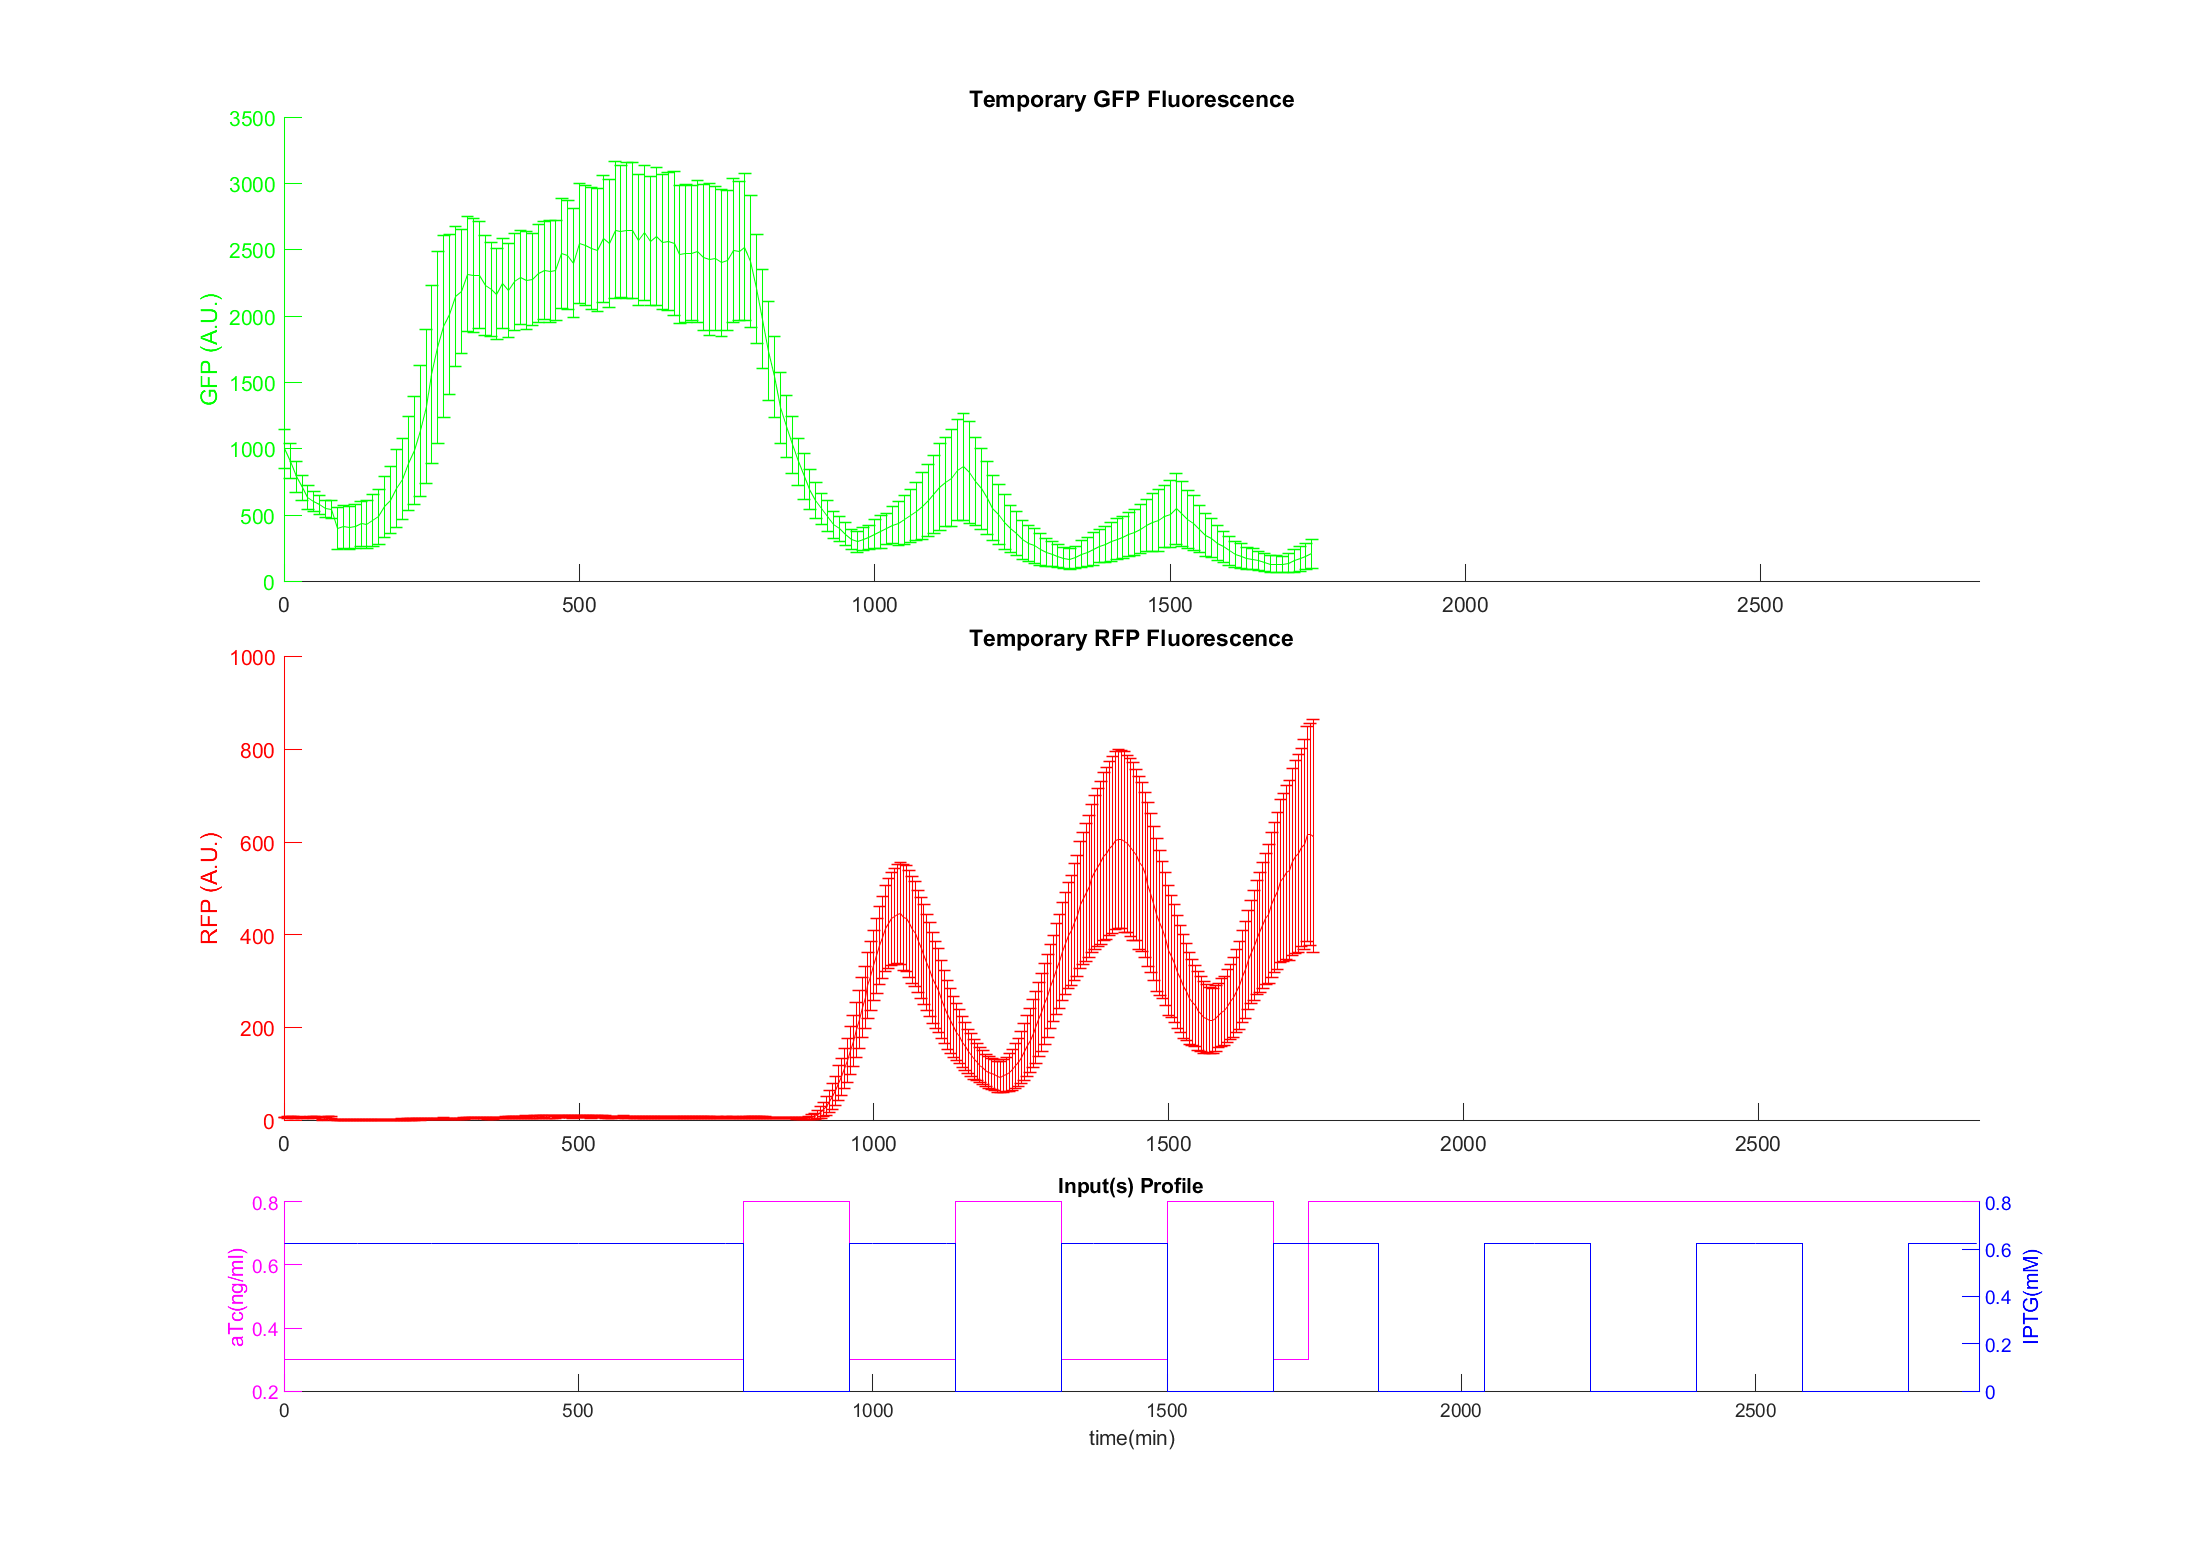 Temporary GFP Fluorescence
3500
3000
2500
2000
1500
1000
500
0
GFP (A.U.)
0 500 1000 1500 2000 2500
Temporary RFP Fluorescence
1000
800
600
400
200
0
RFP (A.U.)
0 500 1000 1500 2000 2500
Input(s) Profile
0.8
0.6
0.4
0.2
aTc(ng/ml)
0.8
0.6
0.4
0.2
0
IPTG(mM)
0 500 1000 1500 2000 2500
time(min)